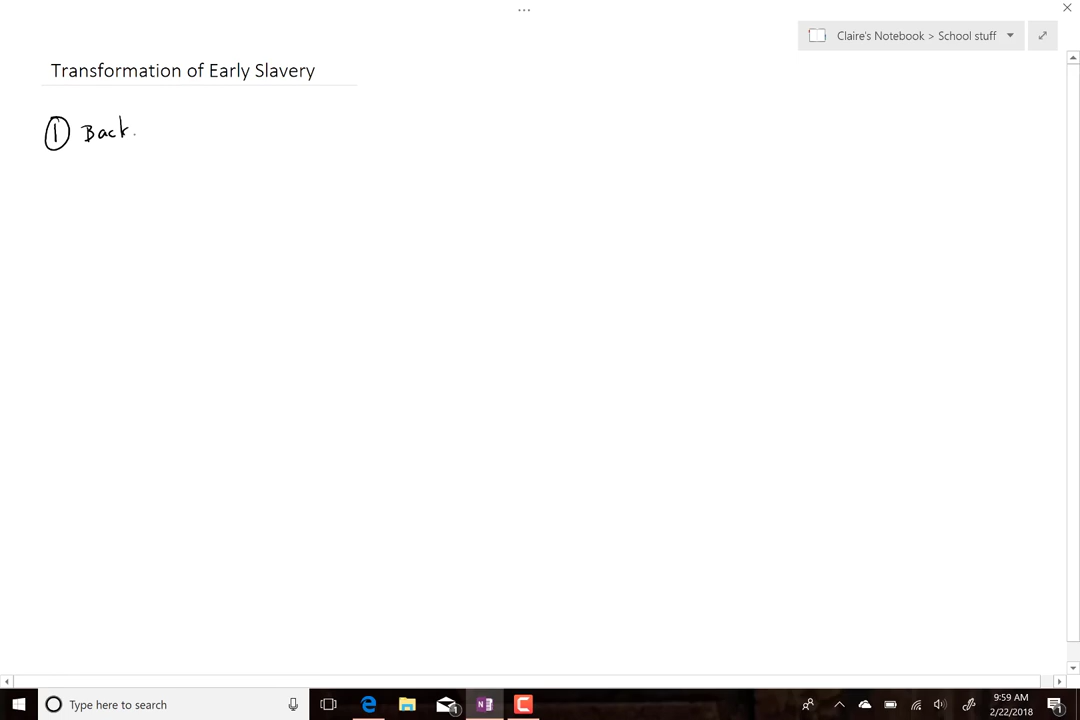 Claire's Notebook > School stuff
Transformation of Early Slavery
① Back
Type here to search
9:59 AM
2/22/2018